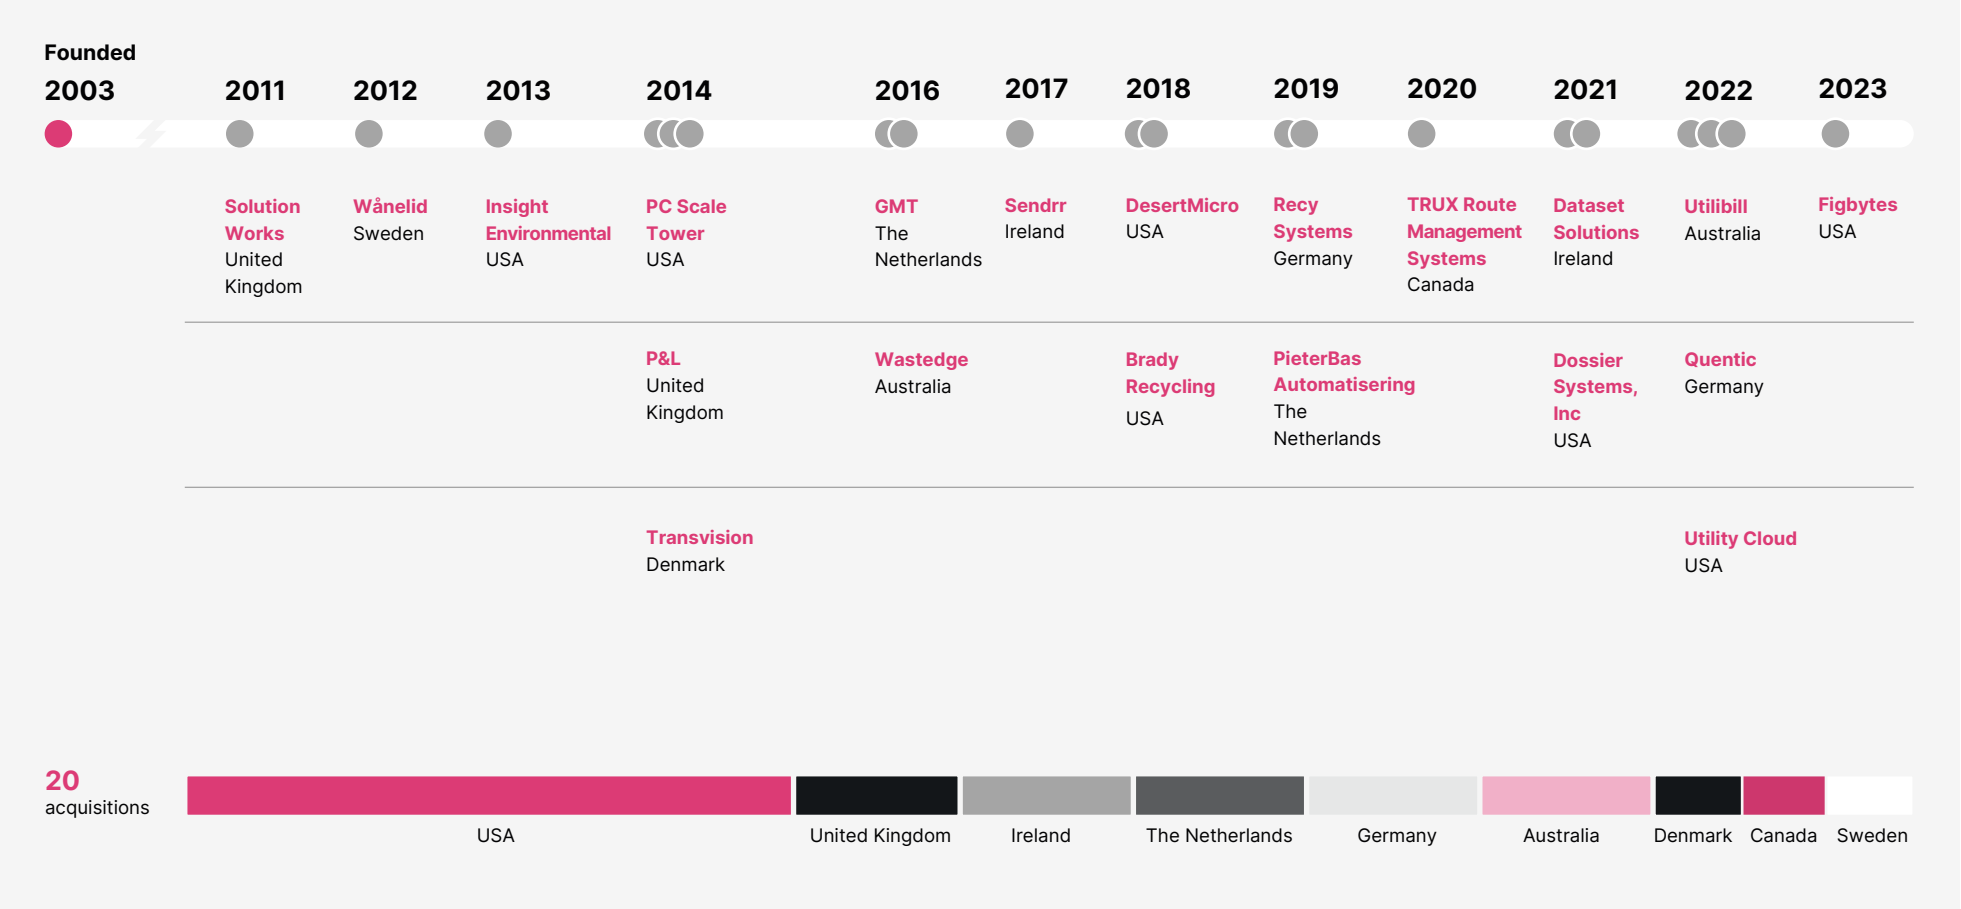 Founded
2003
2011
2012
2013
2014
2016
2017
2018
2019
2020
2021
2022
2023
Solution
Works
United
Kingdom
Wånelid
Sweden
Insight
Environmental
USA
PC Scale
Tower
USA
GMT
The
Netherlands
Sendrr
Ireland
DesertMicro
USA
Recy
Systems
Germany
TRUX Route
Management
Systems
Canada
Dataset
Solutions
Ireland
Utilibill
Australia
Figbytes
USA
P&L
United
Kingdom
Wastedge
Australia
Brady
Recycling
USA
PieterBas
Automatisering
The
Netherlands
Dossier
Systems,
Inc
USA
Quentic
Germany
Transvision
Denmark
Utility Cloud
USA
20
acquisitions
USA
United Kingdom
Ireland
The Netherlands
Germany
Australia
Denmark
Canada
Sweden